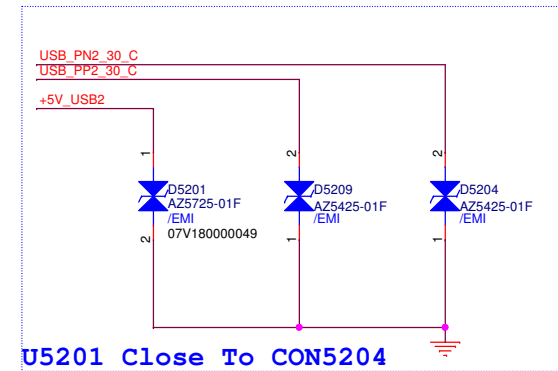 USB_PN2_30_C
USB_PP2_30_C
+5V_USB2
1
2
2
D5201
AZ5725-01F
/EMI
07V180000049
D5209
AZ5425-01F
/EMI
D5204
AZ5425-01F
/EMI
2
1
1
U5201 Close To CON5204